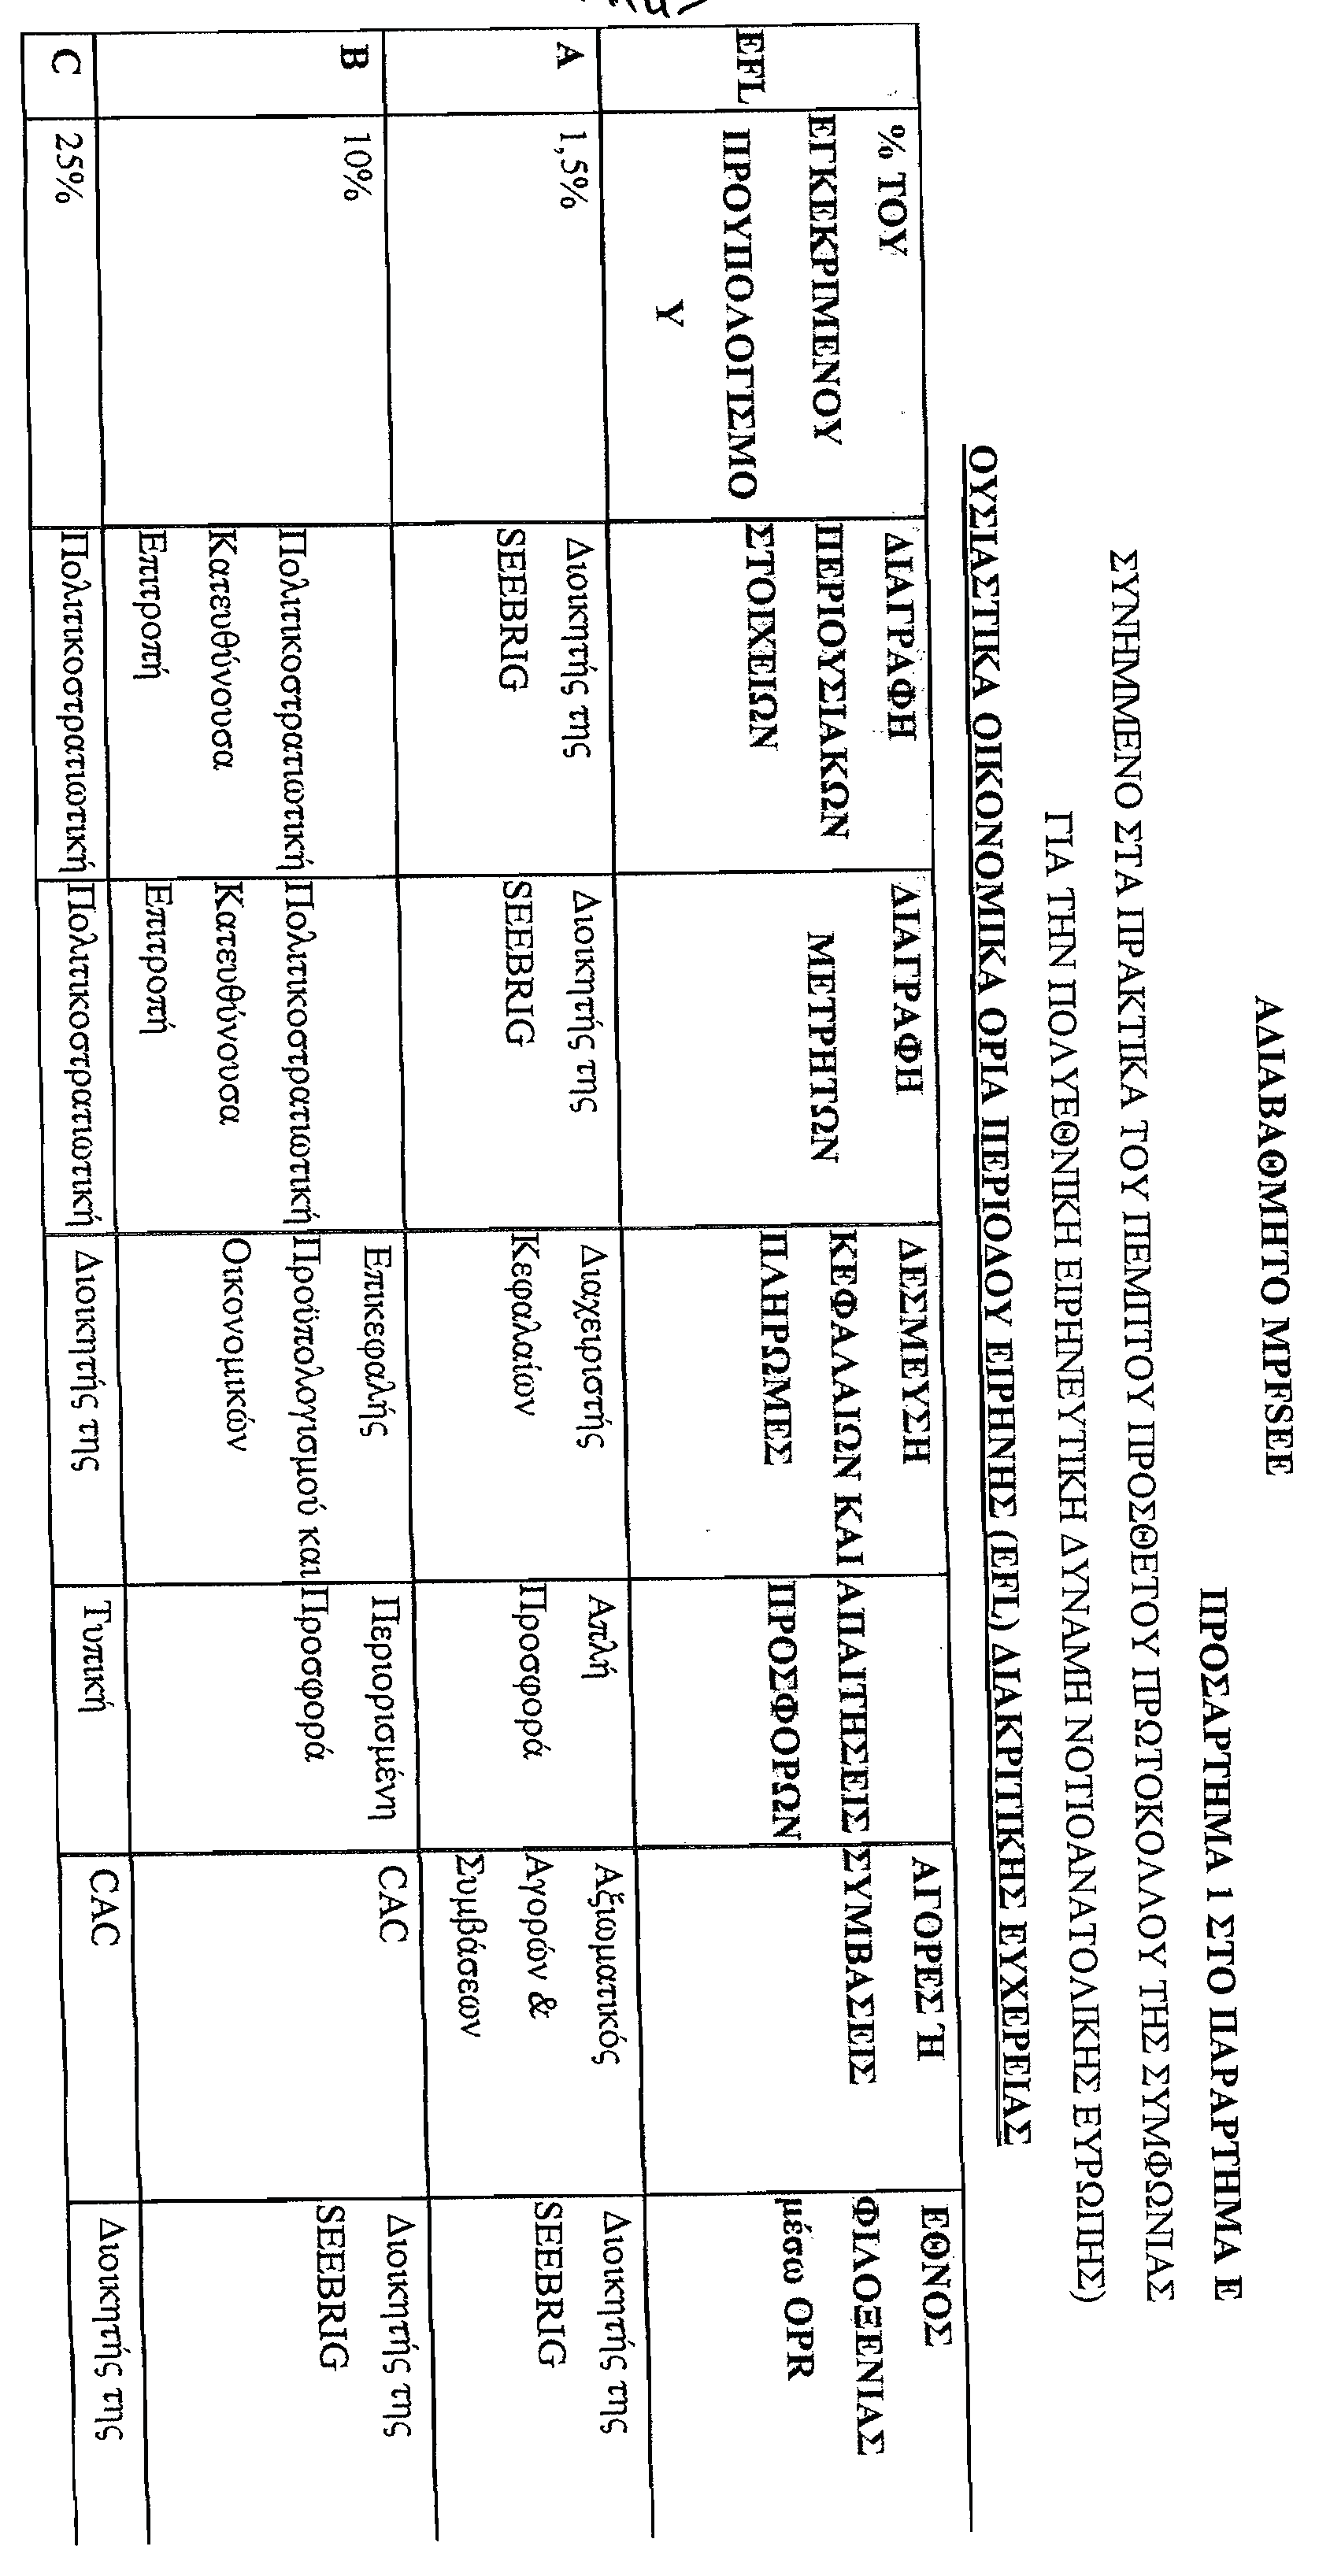 ΑΔΙΑΒΑΘΜΗΤΟ MPFSEE
ΠΡΟΣΑΡΤΗΜΑ 1 ΣΤΟ ΠΑΡΑΡΤΗΜΑ Ε
ΣΥΝΗΜΜΕΝΟ ΣΤΑ ΠΡΑΚΤΙΚΑ ΤΟΥ ΠΕΜΠΤΟΥ ΠΡΟΣΘΕΤΟΥ ΠΡΩΤΟΚΟΛΛΟΥ ΤΗΣ ΣΥΜΦΩΝΙΑΣ
ΓΙΑ ΤΗΝ ΠΟΛΥΕΘΝΙΚΗ ΕΙΡΗΝΕΥΤΙΚΗ ΔΥΝΑΜΗ ΝΟΤΙΟΑΝΑΤΟΛΙΚΗΣ ΕΥΡΩΠΗΣ)
ΟΥΣΙΑΣΤΙΚΑ ΟΙΚΟΝΟΜΙΚΑ ΟΡΙΑ ΠΕΡΙΟΔΟΥ ΕΙΡΗΝΗΣ (EFL) ΔΙΑΚΡΙΤΙΚΗΣ ΕΥΧΕΡΕΙΑΣ
EFL
% ΤΟΥ
ΕΓΚΕΚΡΙΜΕΝΟΥ
ΠΡΟΥΠΟΛΟΓΙΣΜΟ
Υ
ΔΙΑΓΡΑΦΗ
ΠΕΡΙΟΥΣΙΑΚΩΝ
ΣΤΟΙΧΕΙΩΝ
ΔΙΑΓΡΑΦΗ
ΜΕΤΡΗΤΩΝ
ΔΕΣΜΕΥΣΗ
ΚΕΦΑΛΑΙΩΝ ΚΑΙ
ΠΛΗΡΩΜΕΣ
ΑΠΑΙΤΗΣΕΙΣ
ΠΡΟΣΦΟΡΩΝ
ΑΓΟΡΕΣ Ή
ΣΥΜΒΑΣΕΙΣ
ΕΘΝΟΣ
ΦΙΛΟΞΕΝΙΑΣ
μέσω OPR
A
1,5%
Διοικητής της
SEEBRIG
Διοικητής της
SEEBRIG
Διαχειριστής
Κεφαλαίων
Απλή
Προσφορά
Αξιωματικός
Αγορών &
Συμβάσεων
Διοικητής της
SEEBRIG
B
10%
Πολιτικοστρατιωτική
Κατευθύνουσα
Επιτροπή
Πολιτικοστρατιωτική
Κατευθύνουσα
Επιτροπή
Επικεφαλής
Προϋπολογισμού και
Οικονομικών
Περιορισμένη
Προσφορά
CAC
Διοικητής της
SEEBRIG
C
25%
Πολιτικοστρατιωτική
Πολιτικοστρατιωτική
Διοικητής της
Τυπική
CAC
Διοικητής της